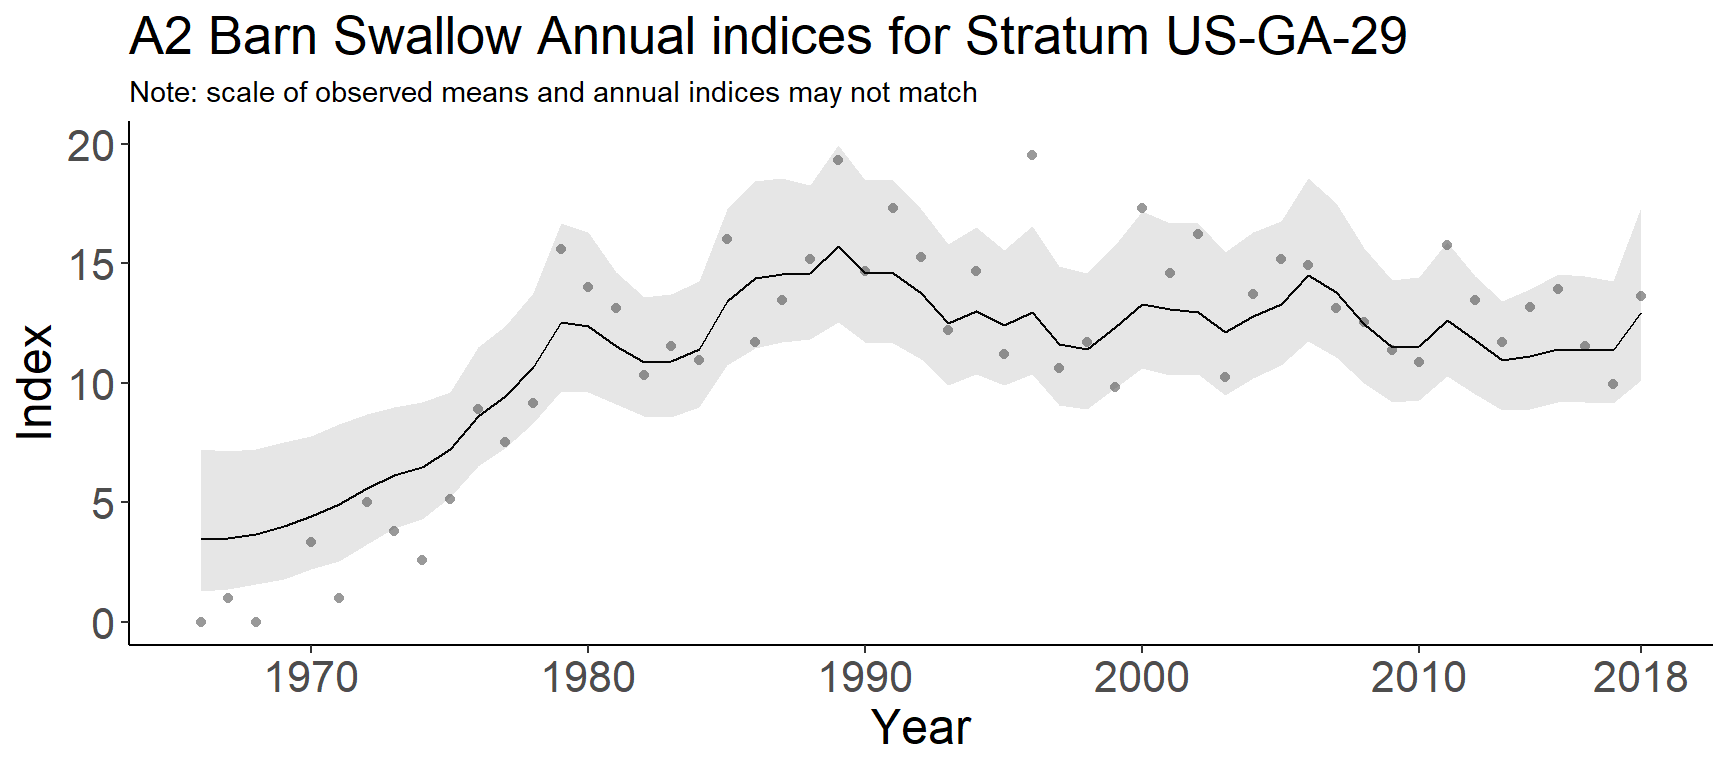 A2 Barn Swallow Annual indices for Stratum US-GA-29
Note: scale of observed means and annual indices may not match
20
15
10
5
0
Index
1970 1980 1990 2000 2010 2018
Year